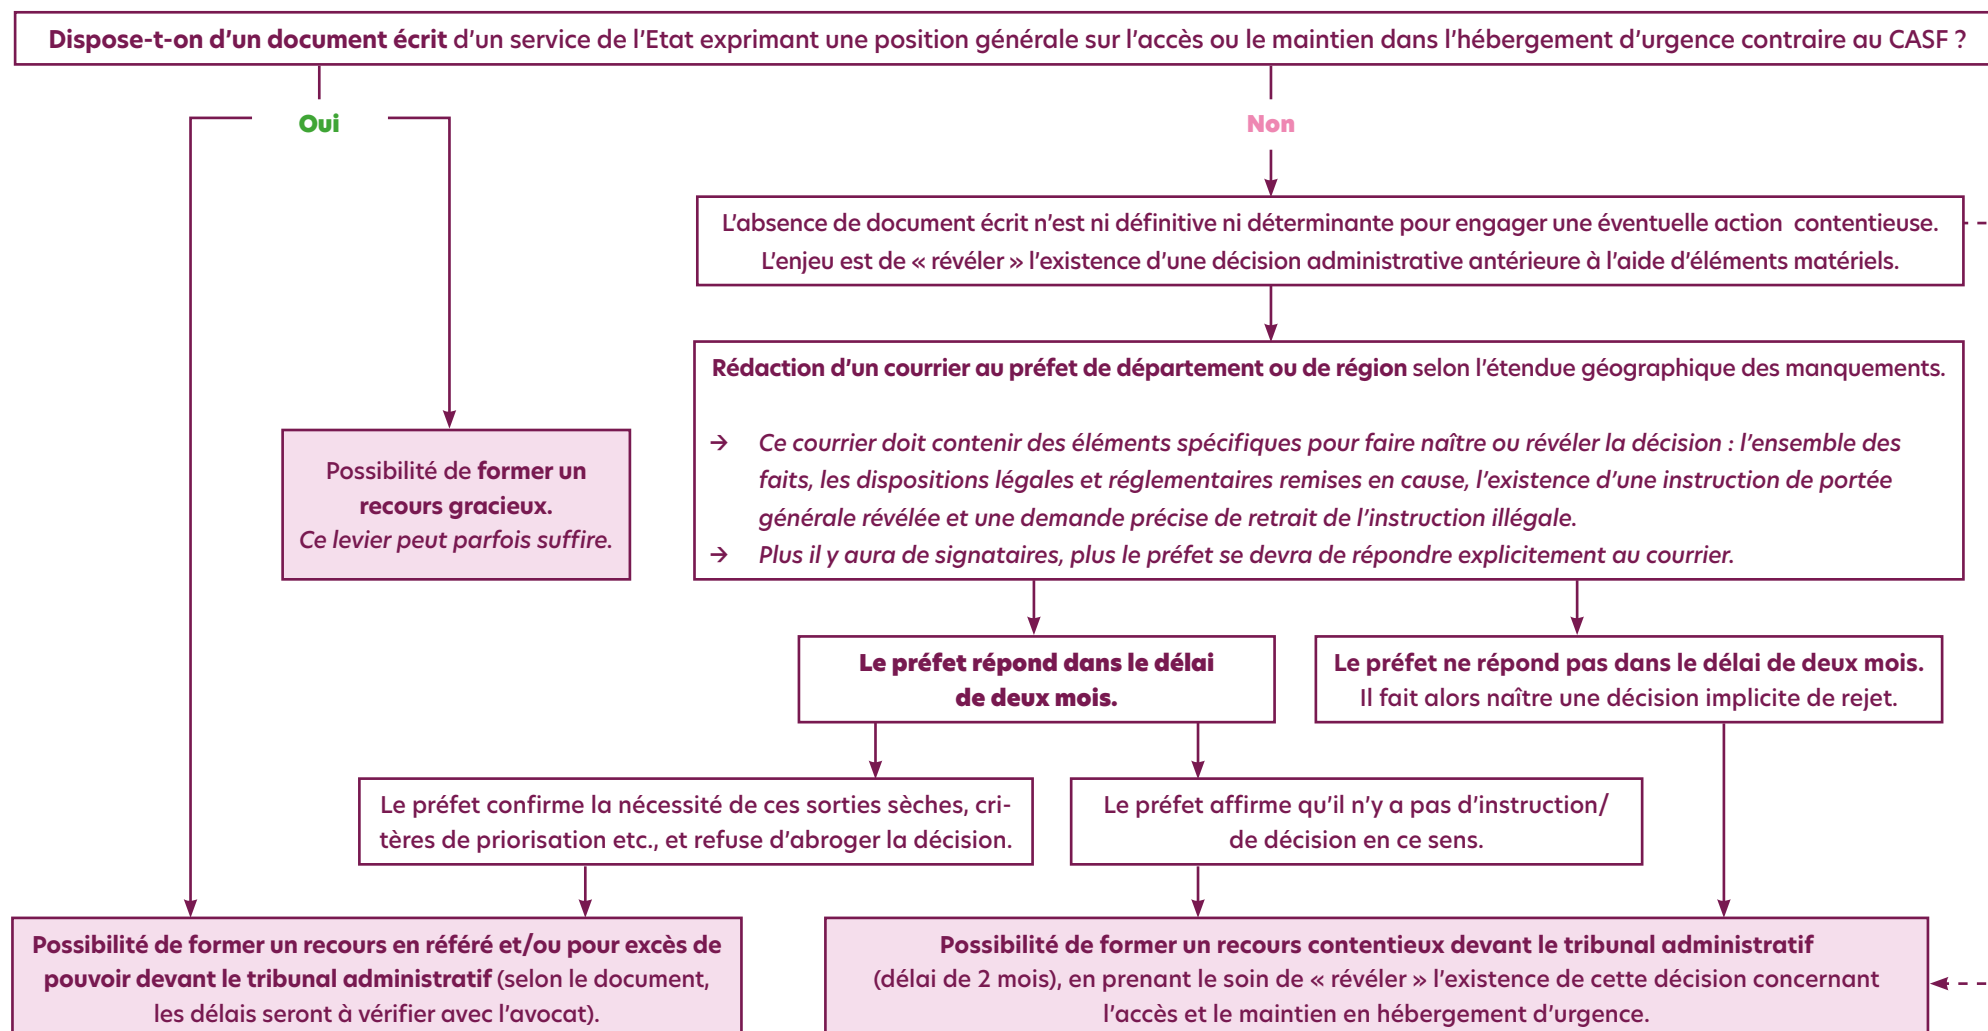 Dispose-t-on d'un document écrit d'un service de l'Etat exprimant une position générale sur l'accès ou le maintien dans l'hébergement d'urgence contraire au CASF ?
Oui
Non
L'absence de document écrit n'est ni définitive ni déterminante pour engager une éventuelle action contentieuse.
L'enjeu est de « révéler » l'existence d'une décision administrative antérieure à l'aide d'éléments matériels.
Rédaction d'un courrier au préfet de département ou de région selon l'étendue géographique des manquements.
→ Ce courrier doit contenir des éléments spécifiques pour faire naître ou révéler la décision : l'ensemble des
faits, les dispositions légales et réglementaires remises en cause, l'existence d'une instruction de portée
générale révélée et une demande précise de retrait de l'instruction illégale.
→ Plus il y aura de signataires, plus le préfet se devra de répondre explicitement au courrier.
Possibilité de former un
recours gracieux.
Ce levier peut parfois suffire.
Le préfet répond dans le délai
de deux mois.
Le préfet ne répond pas dans le délai de deux mois.
Il fait alors naître une décision implicite de rejet.
Le préfet confirme la nécessité de ces sorties sèches, cri-
tères de priorisation etc., et refuse d'abroger la décision.
Le préfet affirme qu'il n'y a pas d'instruction/
de décision en ce sens.
Possibilité de former un recours en référé et/ou pour excès de
pouvoir devant le tribunal administratif (selon le document,
les délais seront à vérifier avec l'avocat).
Possibilité de former un recours contentieux devant le tribunal administratif
(délai de 2 mois), en prenant le soin de « révéler » l'existence de cette décision concernant
l'accès et le maintien en hébergement d'urgence.